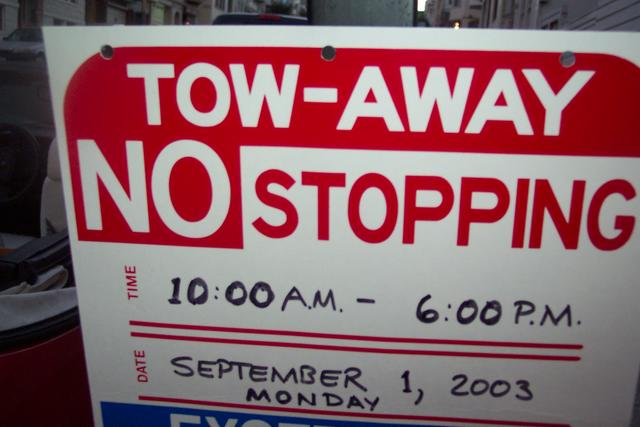 TOW-AWAY
NO STOPPING
TIME 10:00 A.M. - 6:00 P.M.
DATE SEPTEMBER 1, 2003
MONDAY